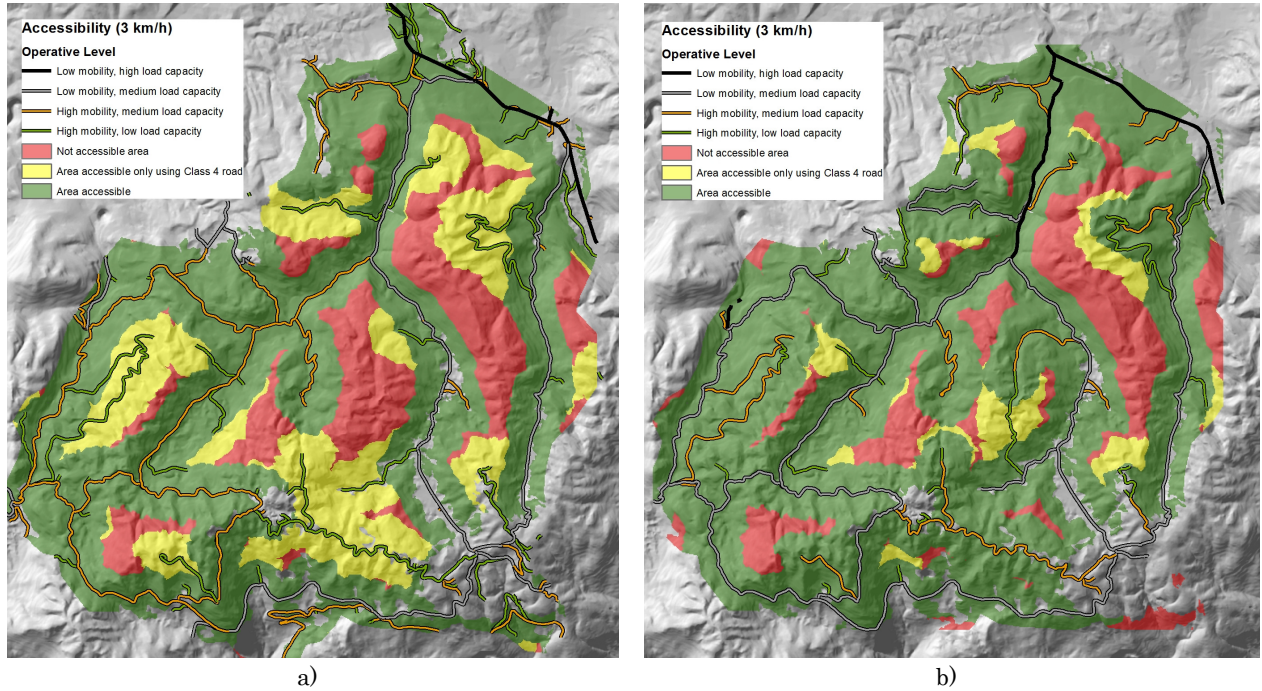 Accessibility (3 km/h)
Operative Level
Low mobility, high load capacity
Low mobility, medium load capacity
High mobility, medium load capacity
High mobility, low load capacity
Not accessible area
Area accessible only using Class 4 road
Area accessible
Accessibility (3 km/h)
Operative Level
Low mobility, high load capacity
Low mobility, medium load capacity
High mobility, medium load capacity
High mobility, low load capacity
Not accessible area
Area accessible only using Class 4 road
Area accessible
a)
b)